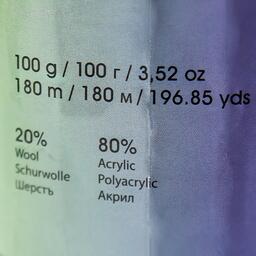 100 g / 100 г / 3,52 oz
180 m / 180 м / 196.85 yds
20%
Wool
Schurwolle
Шерсть
80%
Acrylic
Polyacrylic
Акрил